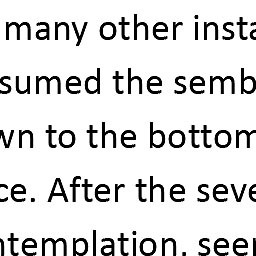 many other insta
sumed the semb
wn to the bottom
ce. After the seve
ntemplation, seer